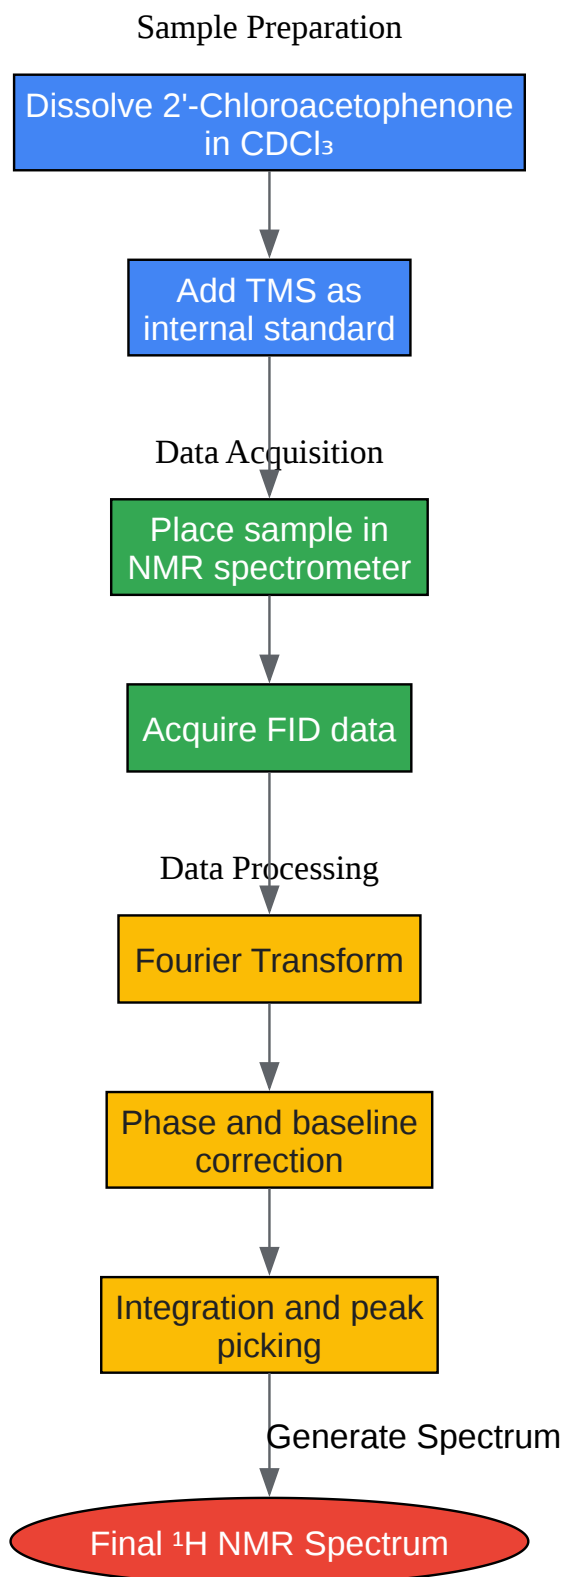 Sample Preparation
Dissolve 2'-Chloroacetophenone
in CDCl₃
Add TMS as
internal standard
Data Acquisition
Place sample in
NMR spectrometer
Acquire FID data
Data Processing
Fourier Transform
Phase and baseline
correction
Integration and peak
picking
Generate Spectrum
Final ¹H NMR Spectrum